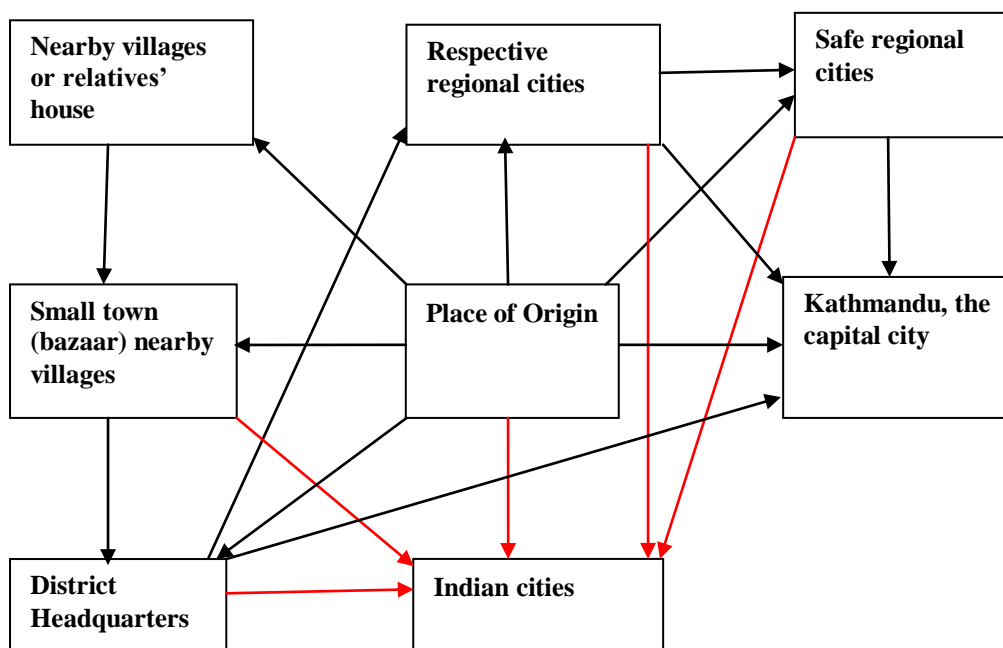 Nearby villages
or relatives’
house
Respective
regional cities
Safe regional
cities
Small town
(bazaar) nearby
villages
Place of Origin
Kathmandu, the
capital city
District
Headquarters
Indian cities